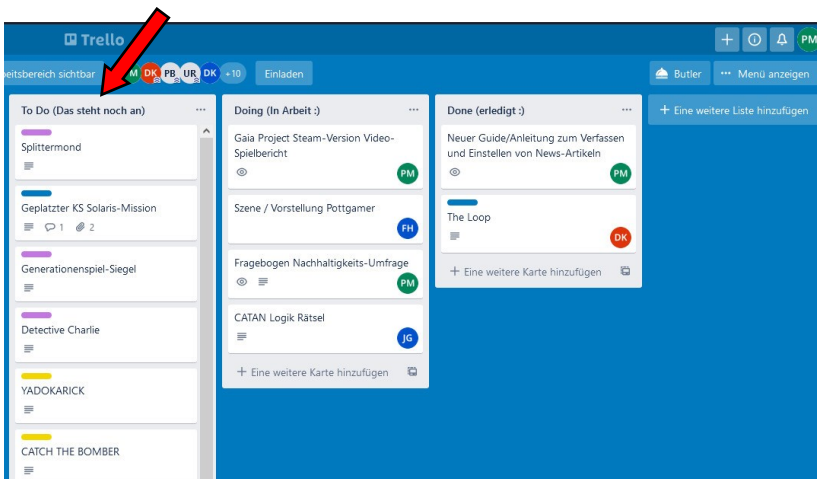 Trello
PM
sichtbar
M DK PB UR DK +10 Einladen
Butler
··· Menü anzeigen
To Do (Das steht noch an) ···
Splittermond
Geplatzter KS Solaris-Mission
1 2
Generationenspiel-Siegel
Detective Charlie
YADOKARICK
CATCH THE BOMBER
Doing (In Arbeit :) ···
Gaia Project Steam-Version Video-
Spielbericht
PM
Szene / Vorstellung Pottgamer
FH
Fragebogen Nachhaltigkeits-Umfrage
PM
CATAN Logik Rätsel
JG
+ Eine weitere Karte hinzufügen
Done (erledigt :) ···
Neuer Guide/Anleitung zum Verfassen
und Einstellen von News-Artikeln
PM
The Loop
DK
+ Eine weitere Karte hinzufügen
+ Eine weitere Liste hinzufügen